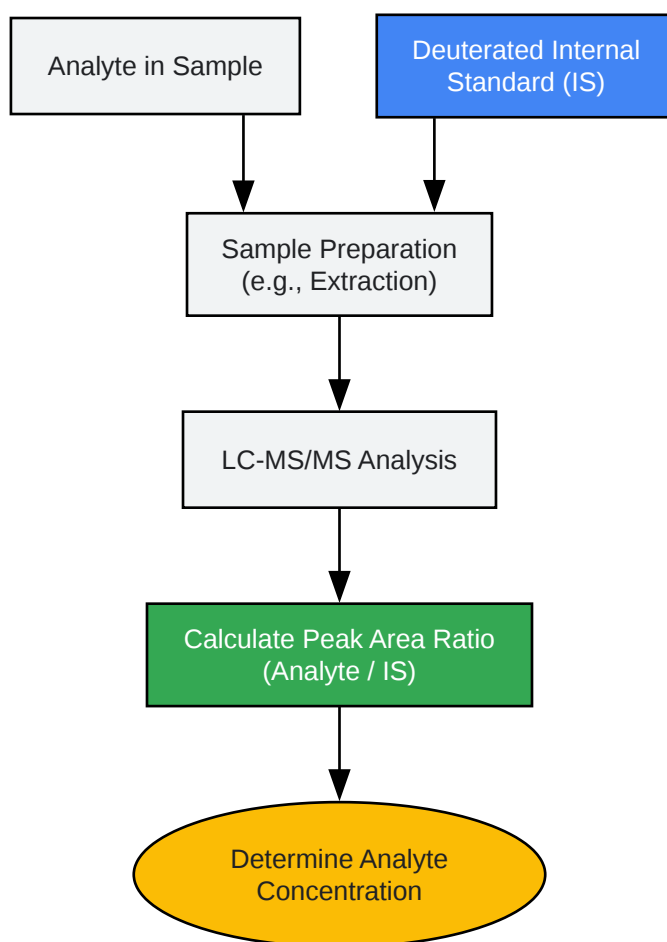 Analyte in Sample
Deuterated Internal
Standard (IS)
Sample Preparation
(e.g., Extraction)
LC-MS/MS Analysis
Calculate Peak Area Ratio
(Analyte / IS)
Determine Analyte
Concentration